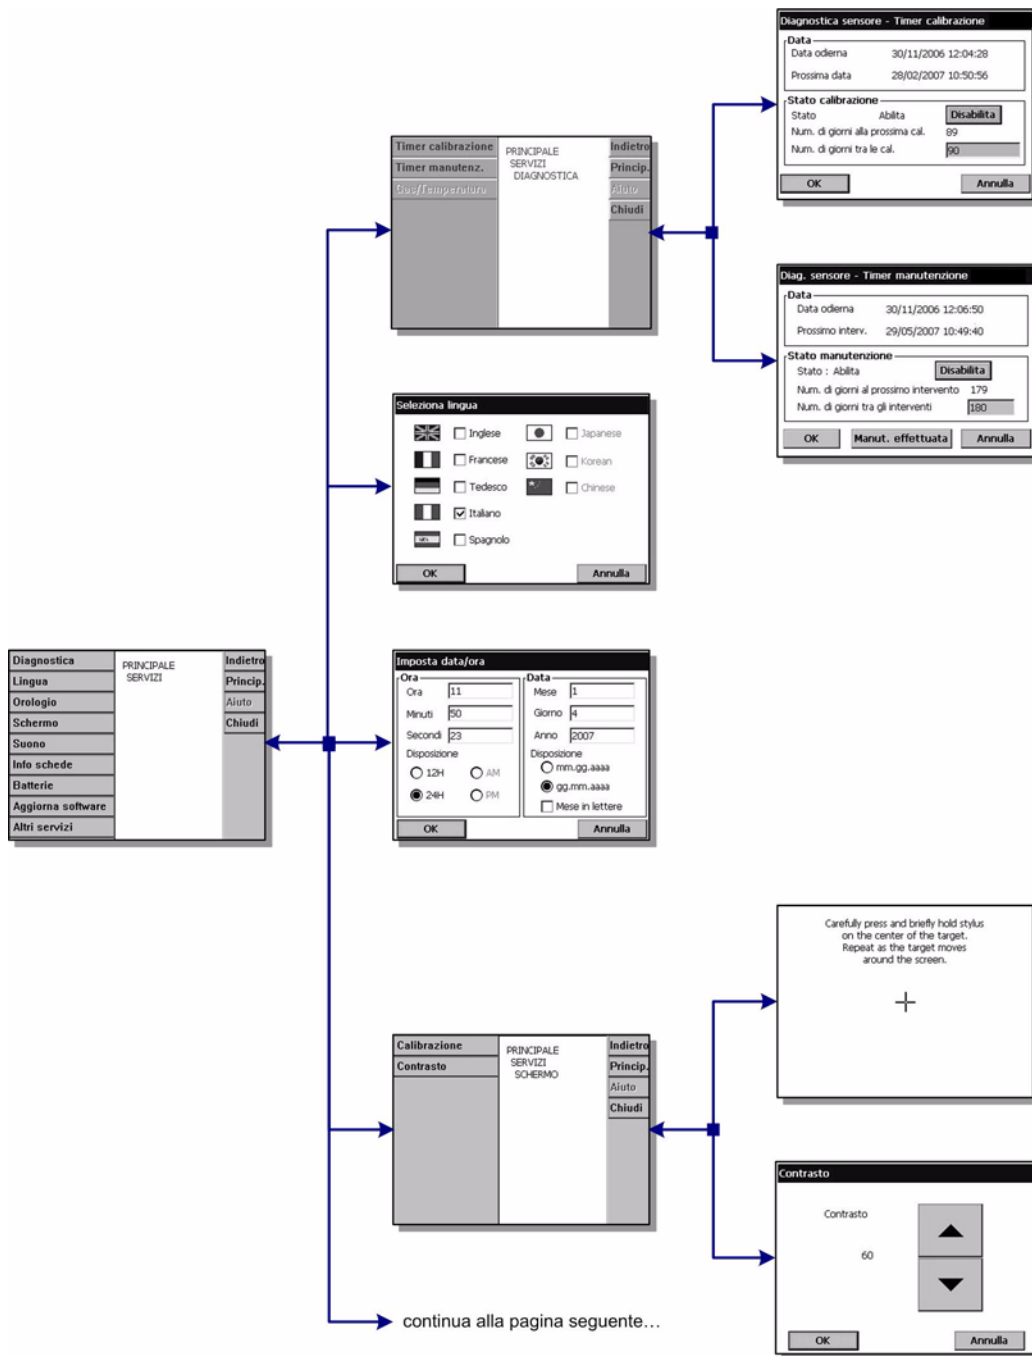 Diagnostica sensore - Timer calibrazione
Data
Data odierna 30/11/2006 12:04:28
Prossima data 28/02/2007 10:50:56
Stato calibrazione
Stato Abilita Disabilita
Num. di giorni alla prossima cal. 89
Num. di giorni tra le cal. 90
OK Annulla
Timer calibrazione
Timer manutenz.
Gas/Temperatura
PRINCIPALE
SERVIZI
DIAGNOSTICA
Indietro
Princip.
Aiuto
Chiudi
Diag. sensore - Timer manutenzione
Data
Data odierna 30/11/2006 12:06:50
Prossimo interv. 29/05/2007 10:49:40
Stato manutenzione
Stato : Abilita Disabilita
Num. di giorni al prossimo intervento 179
Num. di giorni tra gli interventi 180
OK Manut. effettuata Annulla
Seleziona lingua
Inglese Japanese
Francese Korean
Tedesco Chinese
Italiano
Spagnolo
OK Annulla
Diagnostica
Lingua
Orologio
Schermo
Suono
Info schede
Batterie
Aggiorna software
Altri servizi
PRINCIPALE
SERVIZI
Indietro
Princip.
Aiuto
Chiudi
Imposta data/ora
Ora
Ora 11
Minuti 50
Secondi 23
Disposizione
12H AM
24H PM
Data
Mese 1
Giorno 4
Anno 2007
Disposizione
mm.gg.aaaa
gg.mm.aaaa
Mese in lettere
OK Annulla
Carefully press and briefly hold stylus
on the center of the target.
Repeat as the target moves
around the screen.
Calibrazione
Contrasto
PRINCIPALE
SERVIZI
SCHERMO
Indietro
Princip.
Aiuto
Chiudi
Contrasto
Contrasto
60
OK Annulla
continua alla pagina seguente…